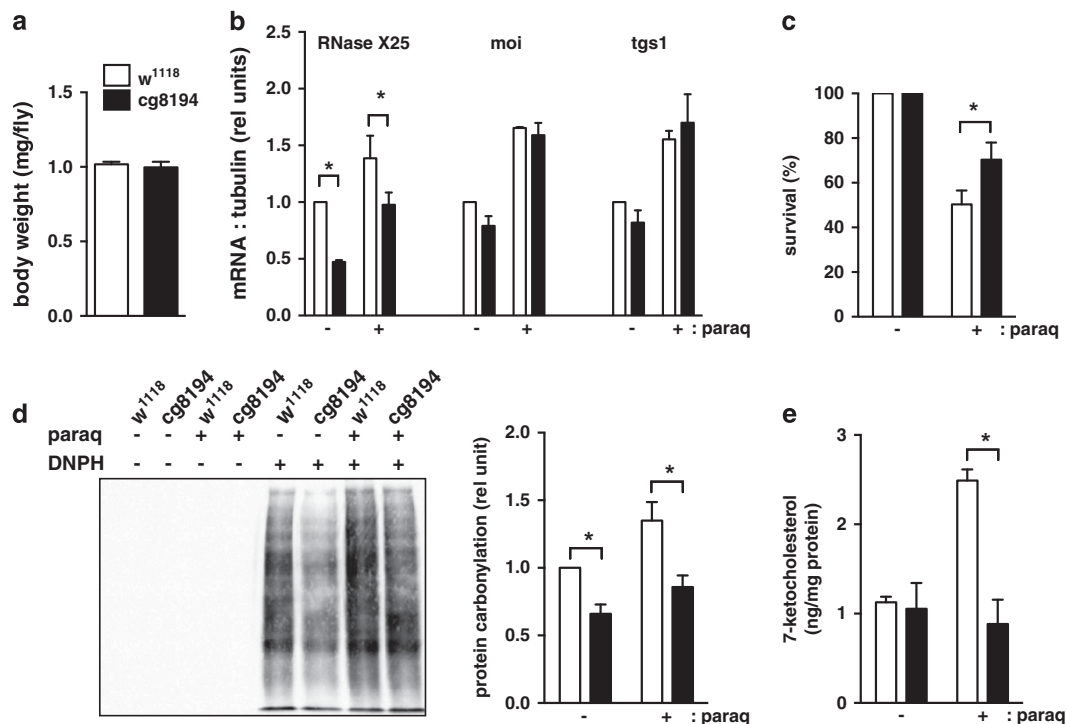 a
body weight (mg/fly)
1.5
1.0
0.5
0.0
w1118
cg8194
b
mRNA : tubulin (rel units)
2.5
2.0
1.5
1.0
0.5
0.0
RNase X25 moi tgs1
* *
- + - + - + : paraq
c
survival (%)
100
80
60
40
20
0
*
- + : paraq
d
w1118 cg8194 w1118 cg8194 w1118 cg8194 w1118 cg8194
paraq - - + + - - + +
DNPH - - - - + + + +
protein carbonylation (rel unit)
2.0
1.5
1.0
0.5
0.0
* *
- + : paraq
e
7-ketocholesterol
(ng/mg protein)
3
2
1
0
*
- + : paraq